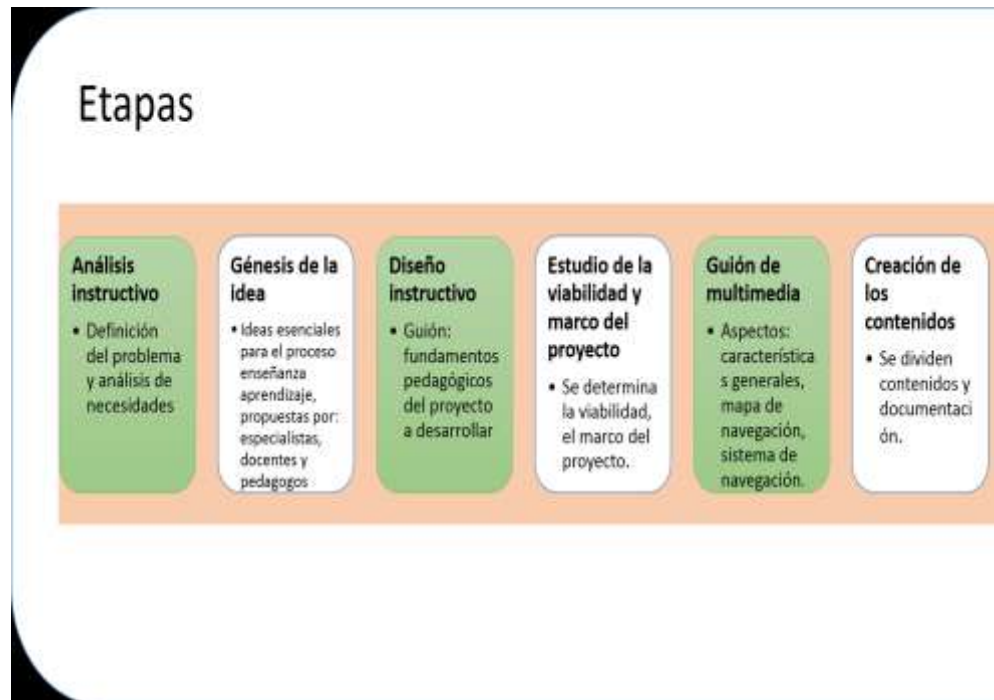 Etapas
Análisis
instructivo
• Definición
del problema
y análisis de
necesidades
Génesis de la
idea
• Ideas esenciales
para el proceso
enseñanza
aprendizaje,
propuestas por:
especialistas,
docentes y
pedagogos
Diseño
instructivo
• Guión:
fundamentos
pedagógicos
del proyecto
a desarrollar
Estudio de la
viabilidad y
marco del
proyecto
• Se determina
la viabilidad,
el marco del
proyecto.
Guión de
multimedia
• Aspectos:
característica
s generales,
mapa de
navegación,
sistema de
navegación.
Creación de
los
contenidos
• Se dividen
contenidos y
documentaci
ón.